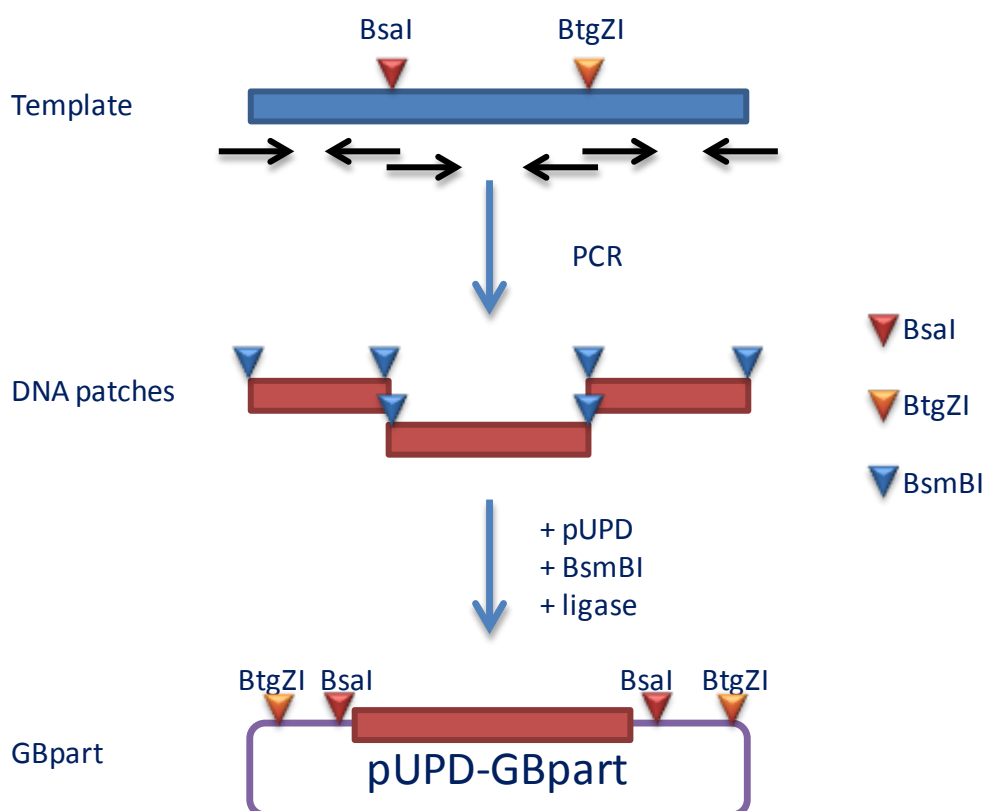 BsaI
BtgZI
Template
PCR
BsaI
DNA patches
BtgZI
BsmBI
+ pUPD
+ BsmBI
+ ligase
BtgZI BsaI BsaI BtgZI
GBpart
pUPD-GBpart